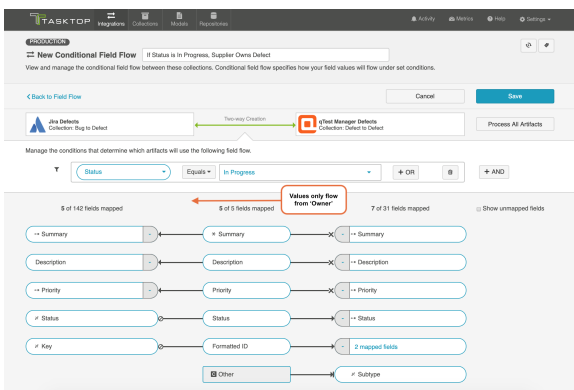 TASKTOP
Integrations
Collections
Models
Repositories
Activity
Metrics
Help
Settings
PRODUCTION
New Conditional Field Flow
If Status is In Progress, Supplier Owns Defect
View and manage the conditional field flow between these collections. Conditional field flow specifies how your field values will flow under set conditions.
Back to Field Flow
Cancel
Save
Jira Defects
Collection: Bug to Defect
Two-way Creation
qTest Manager Defects
Collection: Defect to Defect
Process All Artifacts
Manage the conditions that determine which artifacts will use the following field flow.
Status
Equals
In Progress
+ OR
+ AND
Values only flow
from 'Owner'
5 of 142 fields mapped
5 of 5 fields mapped
7 of 31 fields mapped
Show unmapped fields
Summary - Summary - Summary
Description - Description - Description
Priority - Priority - Priority
Status Status - Status
Key Formatted ID - 2 mapped fields
Other Subtype